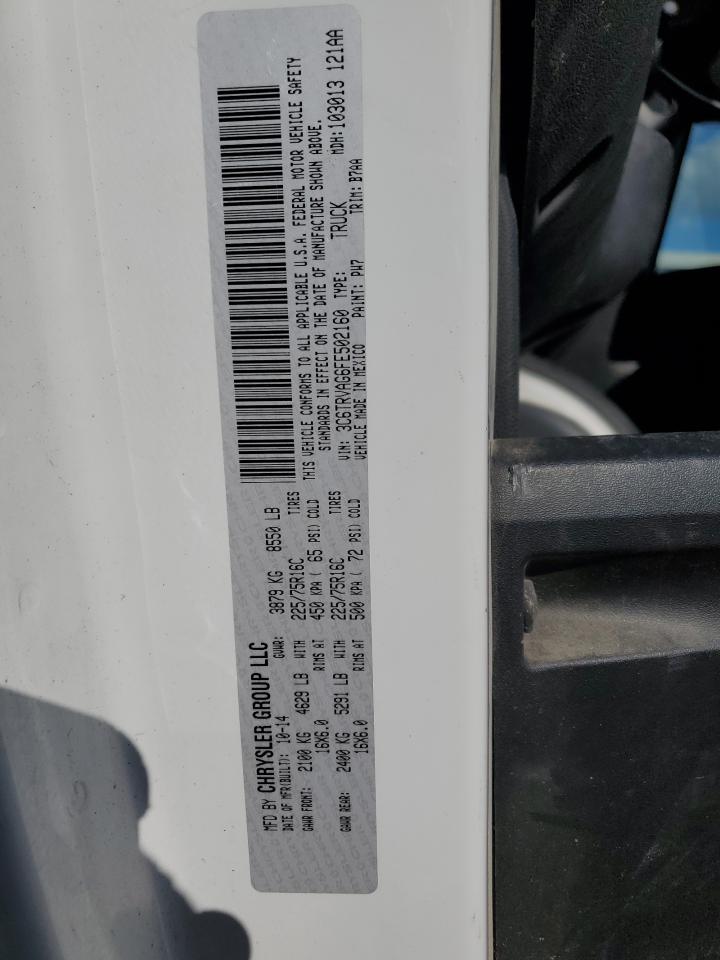 MFD BY CHRYSLER GROUP LLC
DATE OF MFR(BUILT): 10-14 GVWR: 3879 KG 8550 LB
GAWR FRONT: 2100 KG 4629 LB WITH 225/75R16C TIRES
16X6.0 RIMS AT 450 KPA ( 65 PSI) COLD
GAWR REAR: 2400 KG 5291 LB WITH 225/75R16C TIRES
16X6.0 RIMS AT 500 KPA ( 72 PSI) COLD
THIS VEHICLE CONFORMS TO ALL APPLICABLE U.S.A. FEDERAL MOTOR VEHICLE SAFETY
STANDARDS IN EFFECT ON THE DATE OF MANUFACTURE SHOWN ABOVE.
VIN: 3C6TRVAG6FE502160 TYPE: TRUCK MDH:103013 121AA
VEHICLE MADE IN MEXICO PAINT: PW7 TRIM: B7AA